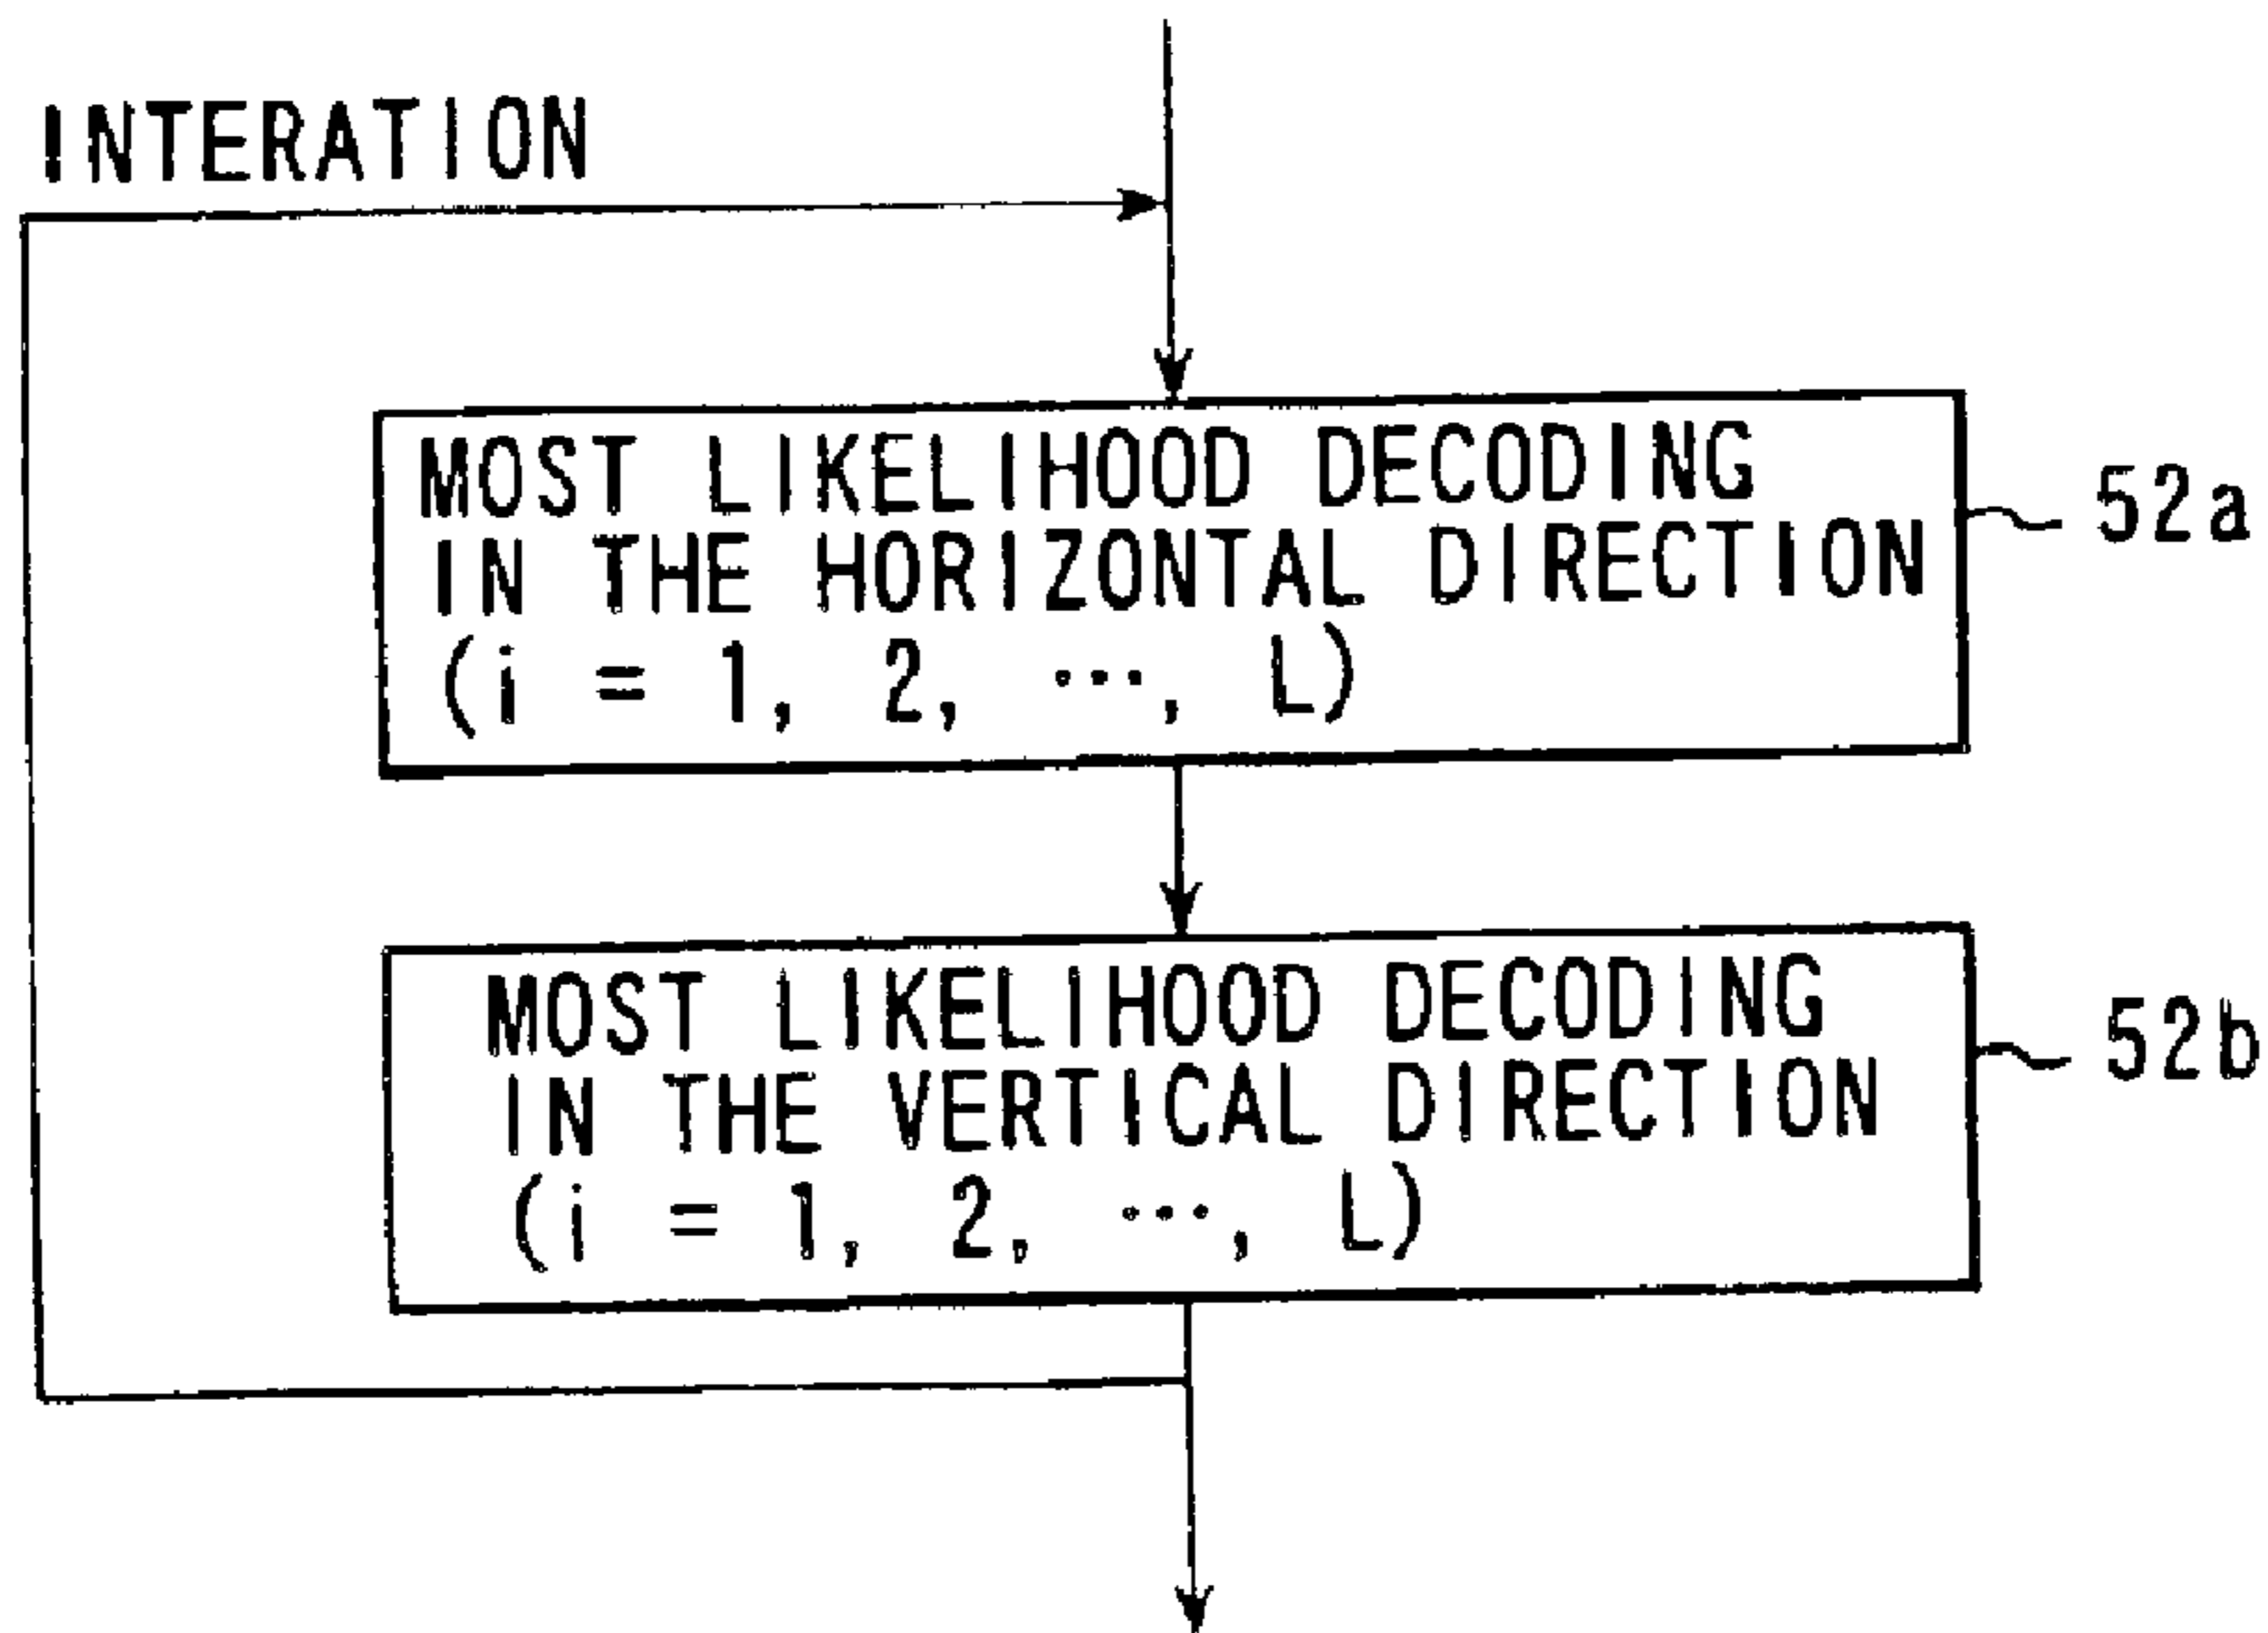 INTERATION
MOST LIKELIHOOD DECODING
IN THE HORIZONTAL DIRECTION
(i = 1, 2, ···, L)
52a
MOST LIKELIHOOD DECODING
IN THE VERTICAL DIRECTION
(i = 1, 2, ···, L)
52b